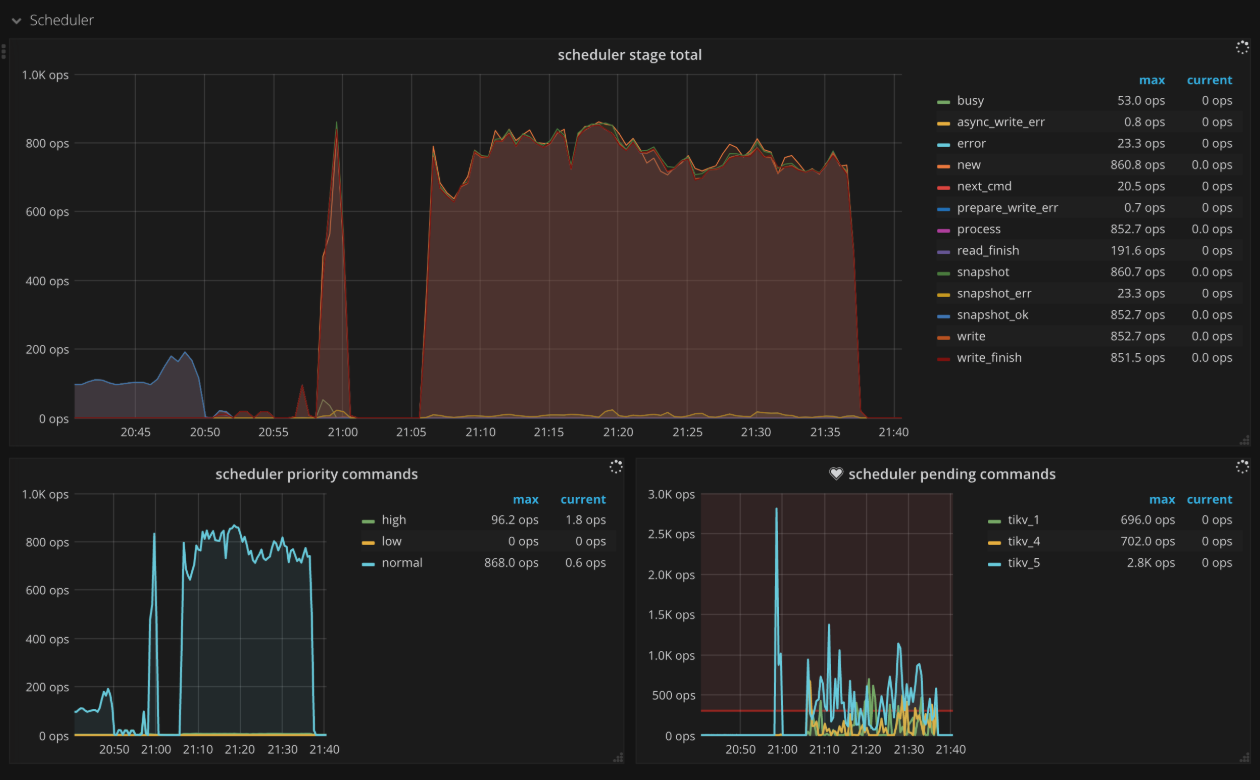 Scheduler
scheduler stage total
max current
1.0K ops
800 ops
600 ops
400 ops
200 ops
0 ops
20:45 20:50 20:55 21:00 21:05 21:10 21:15 21:20 21:25 21:30 21:35 21:40
busy 53.0 ops 0 ops
async_write_err 0.8 ops 0 ops
error 23.3 ops 0 ops
new 860.8 ops 0.0 ops
next_cmd 20.5 ops 0 ops
prepare_write_err 0.7 ops 0 ops
process 852.7 ops 0.0 ops
read_finish 191.6 ops 0 ops
snapshot 860.7 ops 0.0 ops
snapshot_err 23.3 ops 0 ops
snapshot_ok 852.7 ops 0.0 ops
write 852.7 ops 0.0 ops
write_finish 851.5 ops 0.0 ops
scheduler priority commands
1.0K ops
800 ops
600 ops
400 ops
200 ops
0 ops
20:50 21:00 21:10 21:20 21:30 21:40
max current
high 96.2 ops 1.8 ops
low 0 ops 0 ops
normal 868.0 ops 0.6 ops
scheduler pending commands
3.0K ops
2.5K ops
2.0K ops
1.5K ops
1.0K ops
500 ops
0 ops
20:50 21:00 21:10 21:20 21:30 21:40
max current
tikv_1 696.0 ops 0 ops
tikv_4 702.0 ops 0 ops
tikv_5 2.8K ops 0 ops